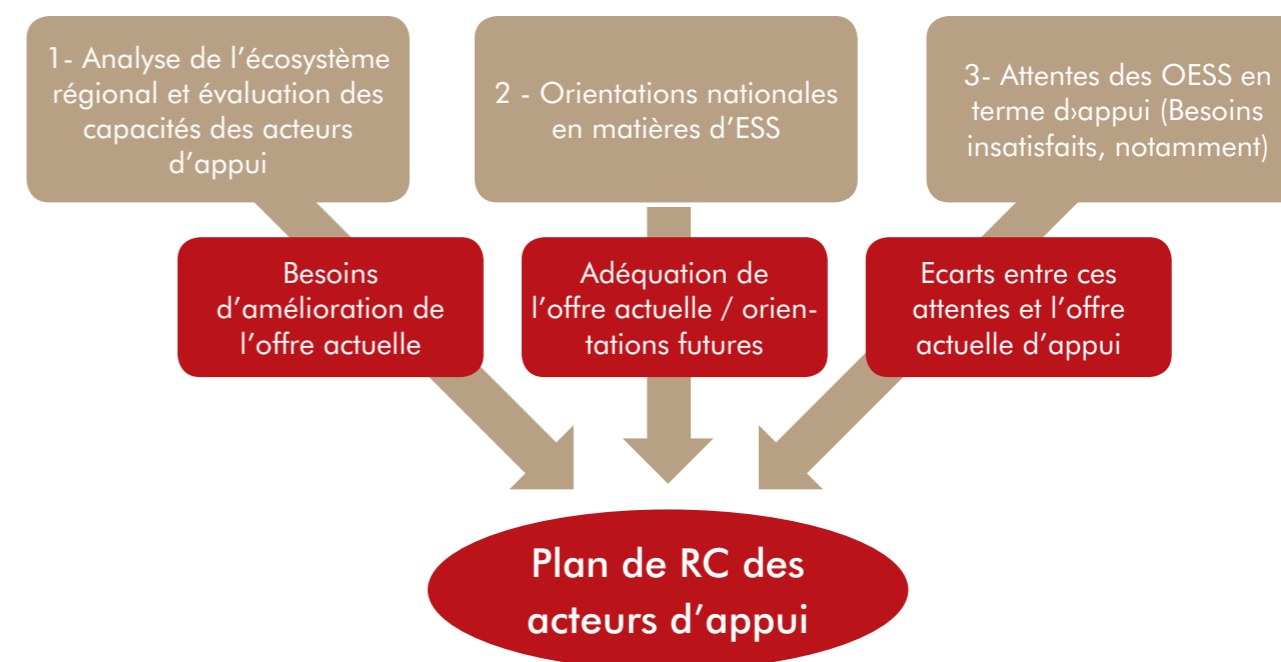 1- Analyse de l’écosystème
régional et évaluation des
capacités des acteurs
d’appui
2 - Orientations nationales
en matières d’ESS
3- Attentes des OESS en
terme d›appui (Besoins
insatisfaits, notamment)
Besoins
d’amélioration de
l’offre actuelle
Adéquation de
l’offre actuelle / orien-
tations futures
Ecarts entre ces
attentes et l’offre
actuelle d’appui
Plan de RC des
acteurs d’appui